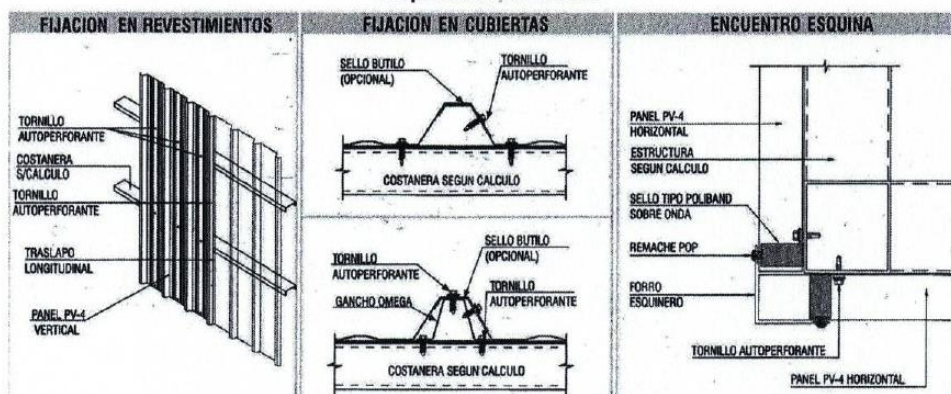 FIJACION EN REVESTIMIENTOS
TORNILLO
AUTOPERFORANTE
COSTANERA
S/CALCULO
TORNILLO
AUTOPERFORANTE
TRASLAPO
LONGITUDINAL
PANEL PV-4
VERTICAL
FIJACION EN CUBIERTAS
SELLO BUTILO
(OPCIONAL)
TORNILLO
AUTOPERFORANTE
COSTANERA SEGUN CALCULO
SELLO BUTILO
(OPCIONAL)
TORNILLO
AUTOPERFORANTE
GANCHO OMEGA
TORNILLO
AUTOPERFORANTE
COSTANERA SEGUN CALCULO
ENCUENTRO ESQUINA
PANEL PV-4
HORIZONTAL
ESTRUCTURA
SEGUN CALCULO
SELLO TIPO POLIBAND
SOBRE ONDA
REMACHE POP
FORRO
ESQUINERO
TORNILLO AUTOPERFORANTE
PANEL PV-4 HORIZONTAL